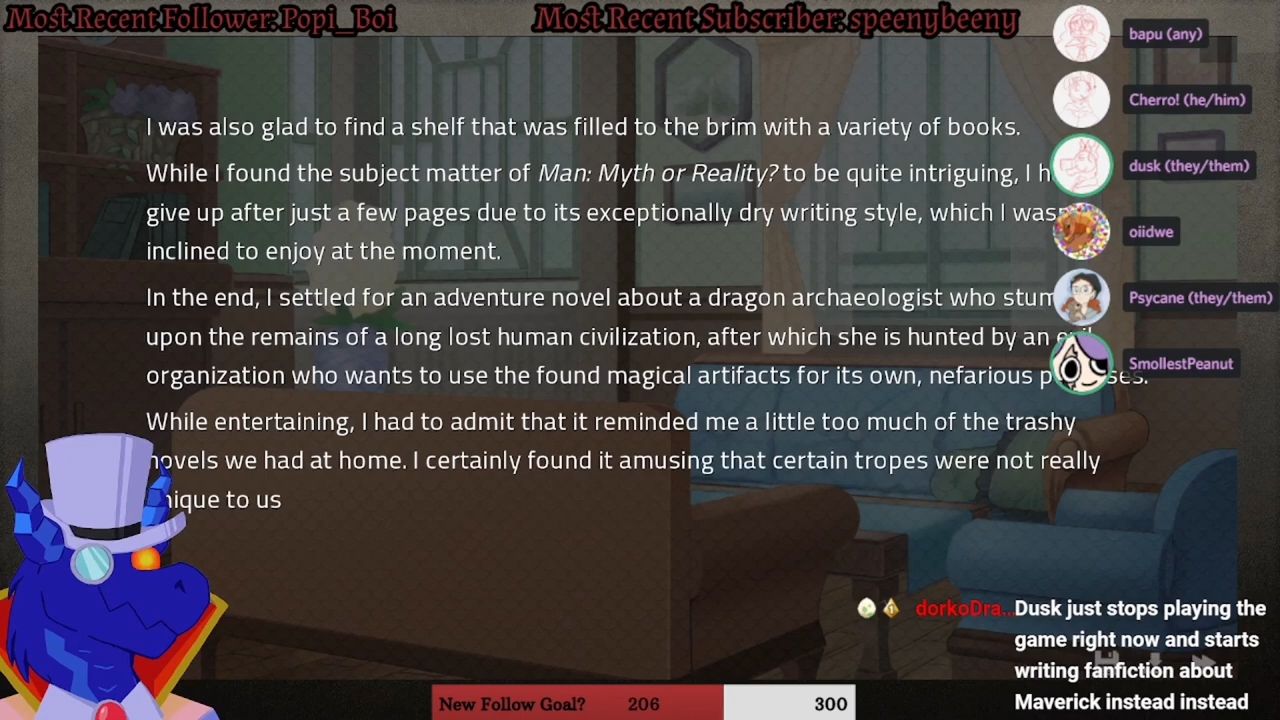 Most Recent Follower: Popi_Boi
Most Recent Subscriber: speenybeeny
bapu (any)
Cherro! (he/him)
dusk (they/them)
oiidwe
Psycane (they/them)
SmollestPeanut
I was also glad to find a shelf that was filled to the brim with a variety of books.
While I found the subject matter of Man: Myth or Reality? to be quite intriguing, I h
give up after just a few pages due to its exceptionally dry writing style, which I was
inclined to enjoy at the moment.
In the end, I settled for an adventure novel about a dragon archaeologist who stum
upon the remains of a long lost human civilization, after which she is hunted by an
organization who wants to use the found magical artifacts for its own, nefarious
While entertaining, I had to admit that it reminded me a little too much of the trashy
novels we had at home. I certainly found it amusing that certain tropes were not really
nique to us
dorkoDra... Dusk just stops playing the
game right now and starts
writing fanfiction about
Maverick instead instead
New Follow Goal? 206 300